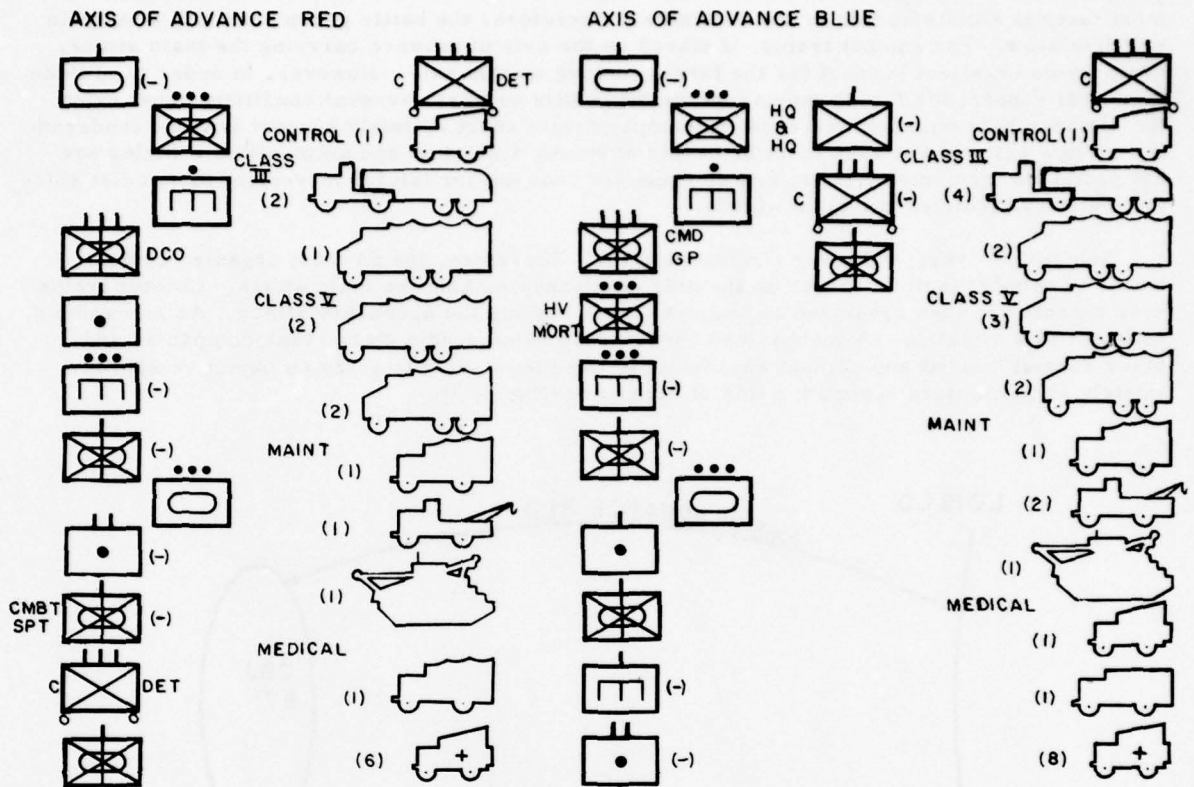 AXIS OF ADVANCE RED
(-)
C DET
CONTROL (1)
CLASS
III
(2)
DCO
(1)
CLASS V
(2)
(-)
(2)
(-)
MAINT
(1)
(1)
(-)
(1)
CMBT
SPT
(-)
MEDICAL
C DET
(1)
(6)
AXIS OF ADVANCE BLUE
(-)
HQ
&
HQ
(-)
C
CONTROL (1)
CLASS III
(4)
C (-)
CMD
GP
(2)
HV
MORT
CLASS V
(3)
(-)
(2)
(-)
MAINT
(1)
(2)
(-)
(1)
MEDICAL
(1)
(-)
(1)
(-)
(8)